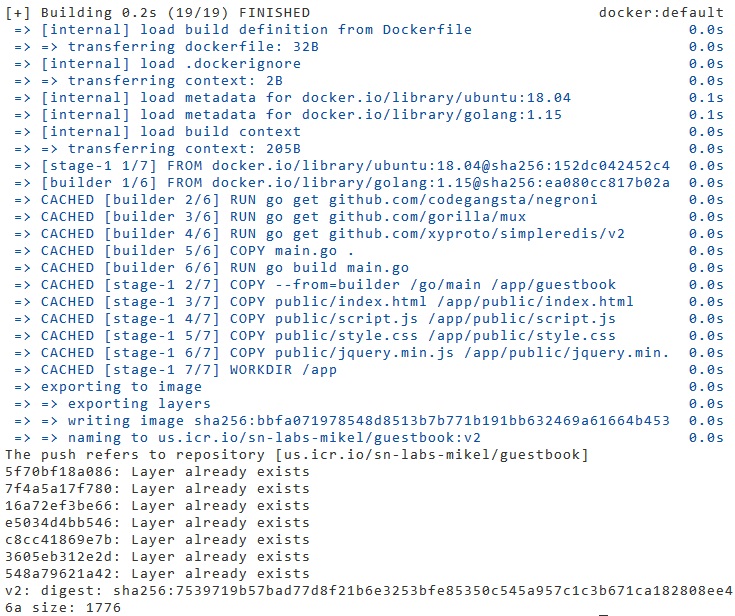 [+] Building 0.2s (19/19) FINISHED docker:default
=> [internal] load build definition from Dockerfile 0.0s
=> => transferring dockerfile: 32B 0.0s
=> [internal] load .dockerignore 0.0s
=> => transferring context: 2B 0.0s
=> [internal] load metadata for docker.io/library/ubuntu:18.04 0.1s
=> [internal] load metadata for docker.io/library/golang:1.15 0.1s
=> [internal] load build context 0.0s
=> => transferring context: 205B 0.0s
=> [stage-1 1/7] FROM docker.io/library/ubuntu:18.04@sha256:152dc042452c4 0.0s
=> [builder 1/6] FROM docker.io/library/golang:1.15@sha256:ea080cc817b02a 0.0s
=> CACHED [builder 2/6] RUN go get github.com/codegangsta/negroni 0.0s
=> CACHED [builder 3/6] RUN go get github.com/gorilla/mux 0.0s
=> CACHED [builder 4/6] RUN go get github.com/xyproto/simpleredis/v2 0.0s
=> CACHED [builder 5/6] COPY main.go . 0.0s
=> CACHED [builder 6/6] RUN go build main.go 0.0s
=> CACHED [stage-1 2/7] COPY --from=builder /go/main /app/guestbook 0.0s
=> CACHED [stage-1 3/7] COPY public/index.html /app/public/index.html 0.0s
=> CACHED [stage-1 4/7] COPY public/script.js /app/public/script.js 0.0s
=> CACHED [stage-1 5/7] COPY public/style.css /app/public/style.css 0.0s
=> CACHED [stage-1 6/7] COPY public/jquery.min.js /app/public/jquery.min. 0.0s
=> CACHED [stage-1 7/7] WORKDIR /app 0.0s
=> exporting to image 0.0s
=> => exporting layers 0.0s
=> => writing image sha256:bbfa071978548d8513b7b771b191bb632469a61664b453 0.0s
=> => naming to us.icr.io/sn-labs-mikel/guestbook:v2 0.0s
The push refers to repository [us.icr.io/sn-labs-mikel/guestbook]
5f70bf18a086: Layer already exists
7f4a5a17f780: Layer already exists
16a72ef3be66: Layer already exists
e5034d4bb546: Layer already exists
c8cc41869e7b: Layer already exists
3605eb312e2d: Layer already exists
548a79621a42: Layer already exists
v2: digest: sha256:7539719b57bad77d8f21b6e3253bfe85350c545a957c1c3b671ca182808ee4
6a size: 1776